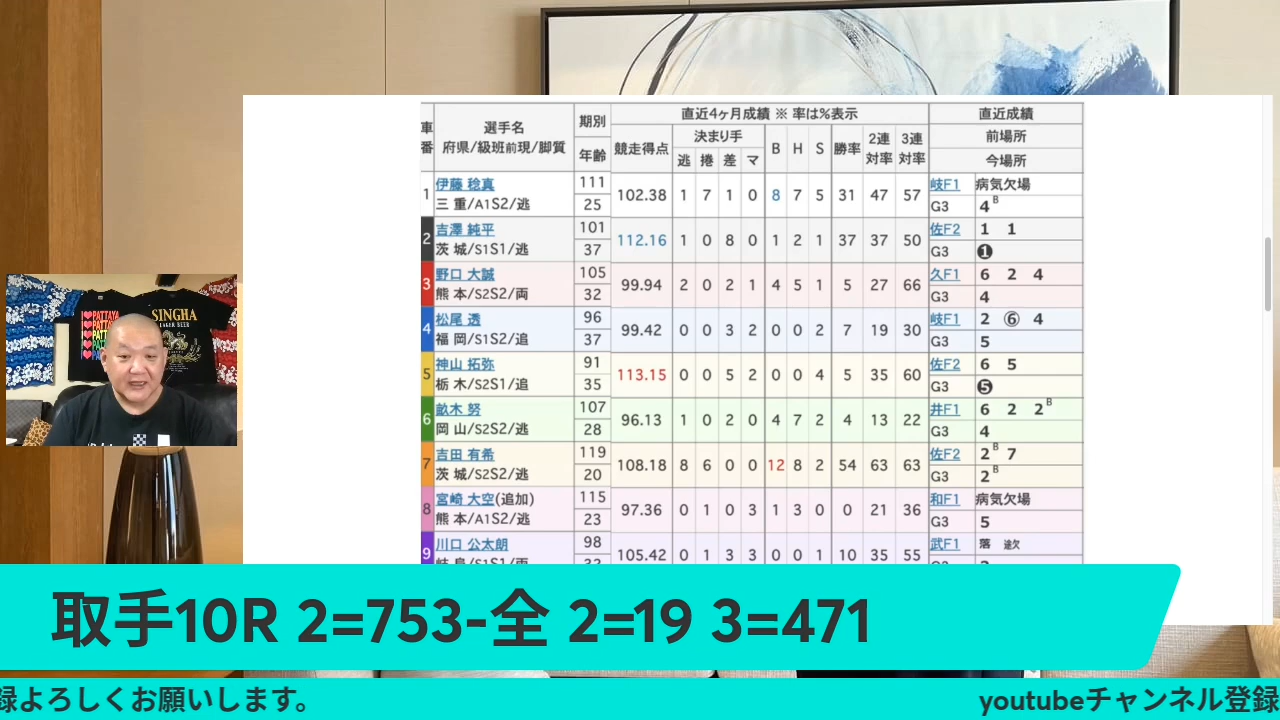 車番 選手名 府県/級班前現/脚質 期別 年齢 競走得点 直近4ヶ月成績 ※ 率は%表示 決まり手 逃 捲 差 マ B H S 勝率 2連対率 3連対率 直近成績 前場所 今場所
1 伊藤 稔真 三 重/A1S2/逃 111 25 102.38 1 7 1 0 8 7 5 31 47 57 岐F1 病気欠場 G3 4B
2 吉澤 純平 茨 城/S1S1/逃 101 37 112.16 1 0 8 0 1 2 1 37 37 50 佐F2 1 1 G3 ❶
3 野口 大誠 熊 本/S2S2/両 105 32 99.94 2 0 2 1 4 5 1 5 27 66 久F1 6 2 4 G3 4
4 松尾 透 福 岡/S1S2/追 96 37 99.42 0 0 3 2 0 1 2 7 19 30 岐F1 2 ⑥ 4 G3 5
5 神山 拓弥 栃 木/S2S1/追 91 35 113.15 0 0 5 2 0 0 4 5 35 60 佐F2 6 5 G3 ❺
6 畝木 努 岡 山/S2S2/逃 107 28 96.13 1 0 2 0 4 7 2 4 13 22 井F1 6 2 2B G3 4
7 吉田 有希 茨 城/S2S2/逃 119 20 108.18 8 6 0 0 12 8 2 54 63 63 佐F2 2B 7 G3 2B
8 宮崎 大空(追加) 熊 本/A1S2/逃 115 23 97.36 0 1 0 3 1 3 0 0 21 36 和F1 病気欠場 G3 5
9 川口 公太朗 98 105.42 0 1 3 3 0 0 1 10 35 55 武F1 落 途欠
PATTAYA
PATTAYA
SINGHA
LAGER BEER
取手10R 2=753-全 2=19 3=471
録よろしくお願いします。 youtubeチャンネル登録